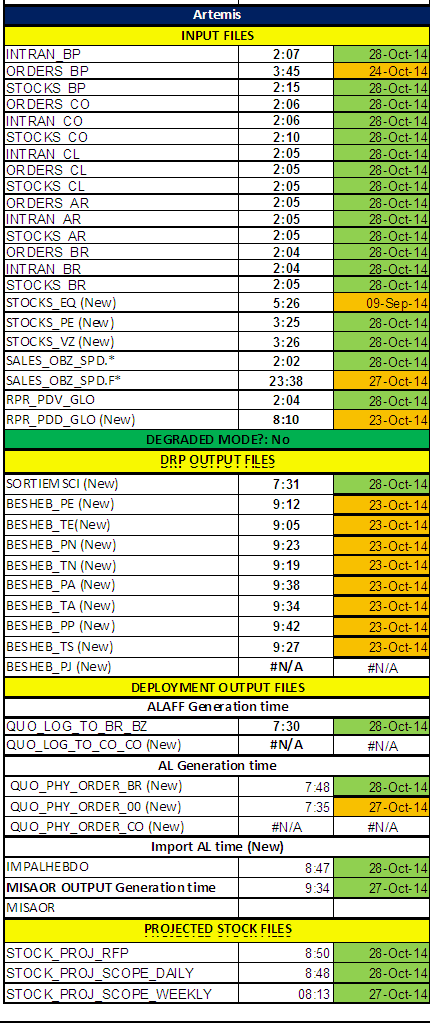 Artemis
INPUT FILES
INTRAN_BP 2:07 28-Oct-14
ORDERS_BP 3:45 24-Oct-14
STOCKS_BP 2:15 28-Oct-14
ORDERS_CO 2:06 28-Oct-14
INTRAN_CO 2:06 28-Oct-14
STOCKS_CO 2:10 28-Oct-14
INTRAN_CL 2:05 28-Oct-14
ORDERS_CL 2:05 28-Oct-14
STOCKS_CL 2:05 28-Oct-14
ORDERS_AR 2:05 28-Oct-14
INTRAN_AR 2:05 28-Oct-14
STOCKS_AR 2:05 28-Oct-14
ORDERS_BR 2:04 28-Oct-14
INTRAN_BR 2:04 28-Oct-14
STOCKS_BR 2:05 28-Oct-14
STOCKS_EQ (New) 5:26 09-Sep-14
STOCKS_PE (New) 3:25 28-Oct-14
STOCKS_VZ (New) 3:26 28-Oct-14
SALES_OBZ_SPD.* 2:02 28-Oct-14
SALES_OBZ_SPD.F* 23:38 27-Oct-14
RPR_PDV_GLO 2:04 28-Oct-14
RPR_PDD_GLO (New) 8:10 23-Oct-14
DEGRADED MODE?: No
DRP OUTPUT FILES
SORTIEMSCI (New) 7:31 28-Oct-14
BESHEB_PE (New) 9:12 23-Oct-14
BESHEB_TE(New) 9:05 23-Oct-14
BESHEB_PN (New) 9:23 23-Oct-14
BESHEB_TN (New) 9:19 23-Oct-14
BESHEB_PA (New) 9:38 23-Oct-14
BESHEB_TA (New) 9:34 23-Oct-14
BESHEB_PP (New) 9:42 23-Oct-14
BESHEB_TS (New) 9:27 23-Oct-14
BESHEB_PJ (New) #N/A #N/A
DEPLOYMENT OUTPUT FILES
ALAFF Generation time
QUO_LOG_TO_BR_BZ 7:30 28-Oct-14
QUO_LOG_TO_CO_CO (New) #N/A #N/A
AL Generation time
QUO_PHY_ORDER_BR (New) 7:48 28-Oct-14
QUO_PHY_ORDER_00 (New) 7:35 27-Oct-14
QUO_PHY_ORDER_CO (New) #N/A #N/A
Import AL time (New)
IMPALHEBDO 8:47 28-Oct-14
MISAOR OUTPUT Generation time 9:34 27-Oct-14
MISAOR
PROJECTED STOCK FILES
STOCK_PROJ_RFP 8:50 28-Oct-14
STOCK_PROJ_SCOPE_DAILY 8:48 28-Oct-14
STOCK_PROJ_SCOPE_WEEKLY 08:13 27-Oct-14